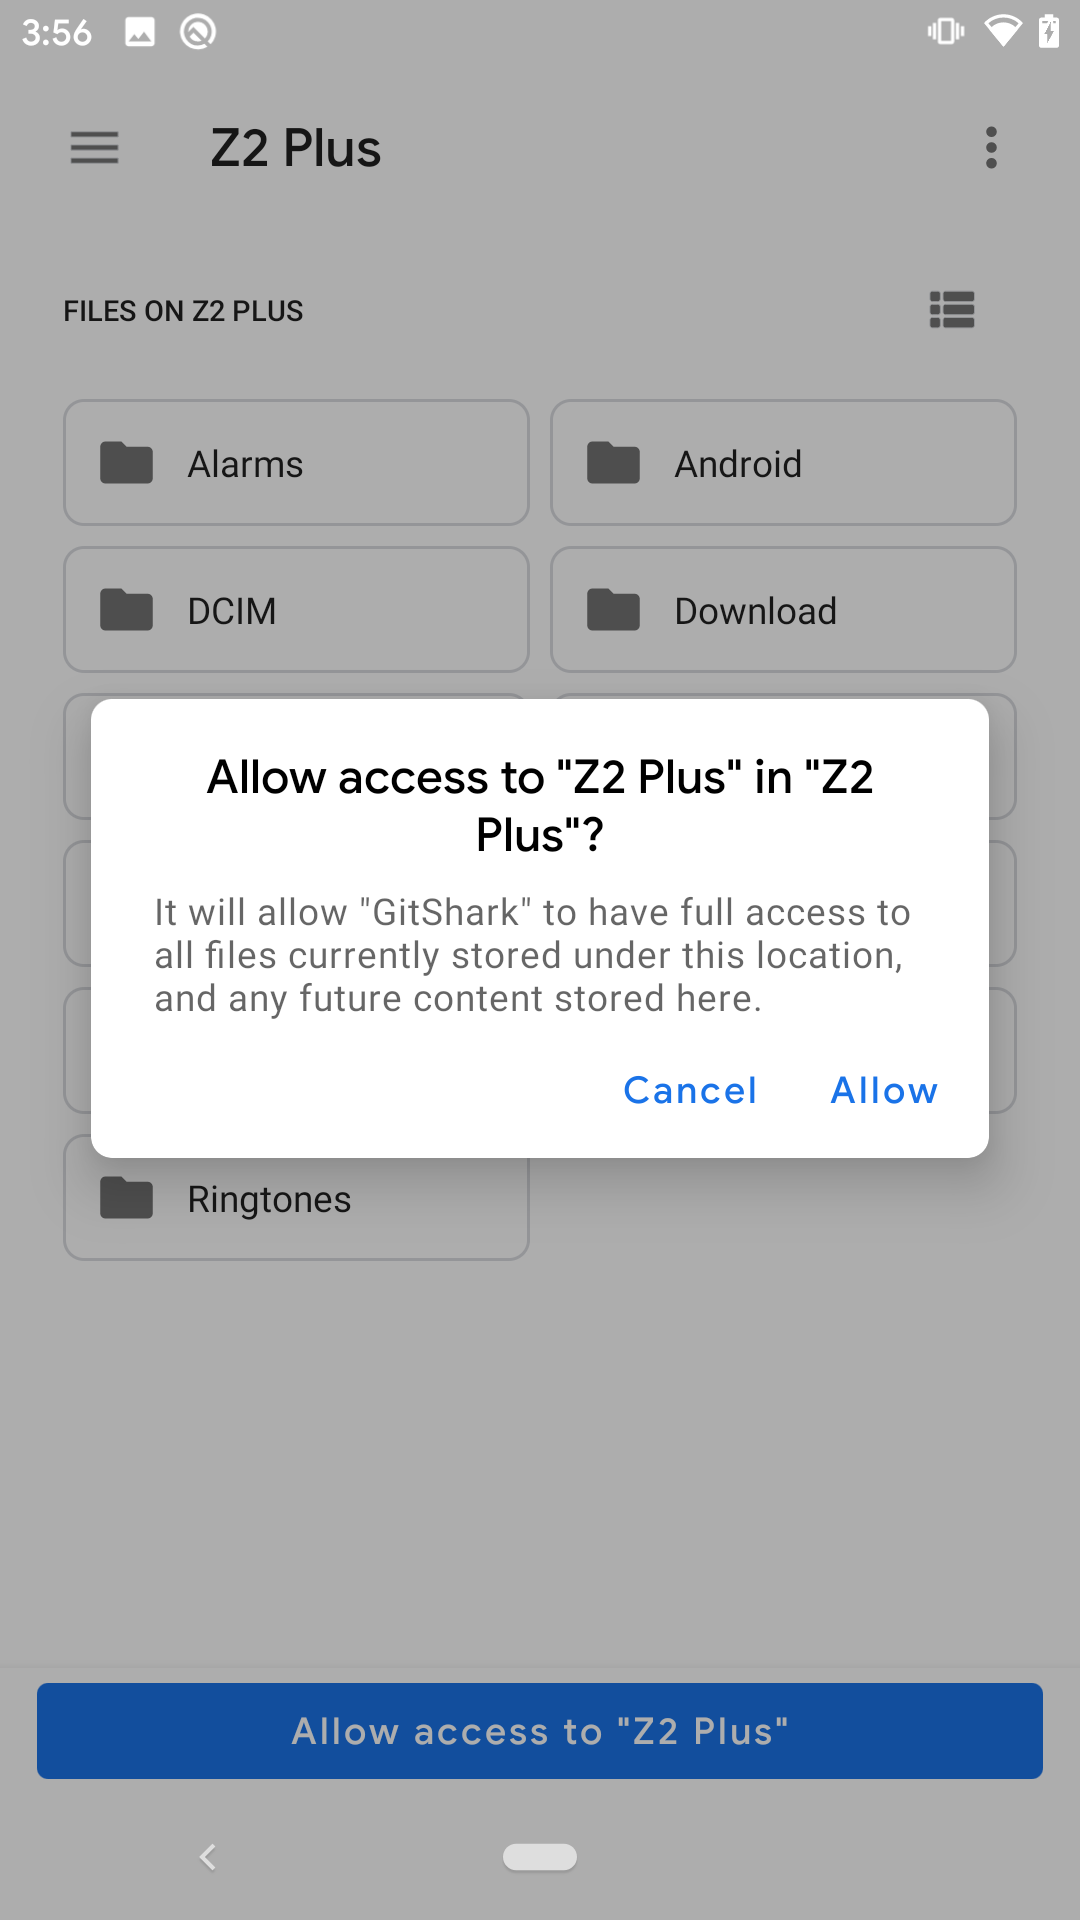 3:56
Z2 Plus
FILES ON Z2 PLUS
Alarms
Android
DCIM
Download
Allow access to "Z2 Plus" in "Z2
Plus"?
It will allow "GitShark" to have full access to
all files currently stored under this location,
and any future content stored here.
Cancel
Allow
Ringtones
Allow access to "Z2 Plus"